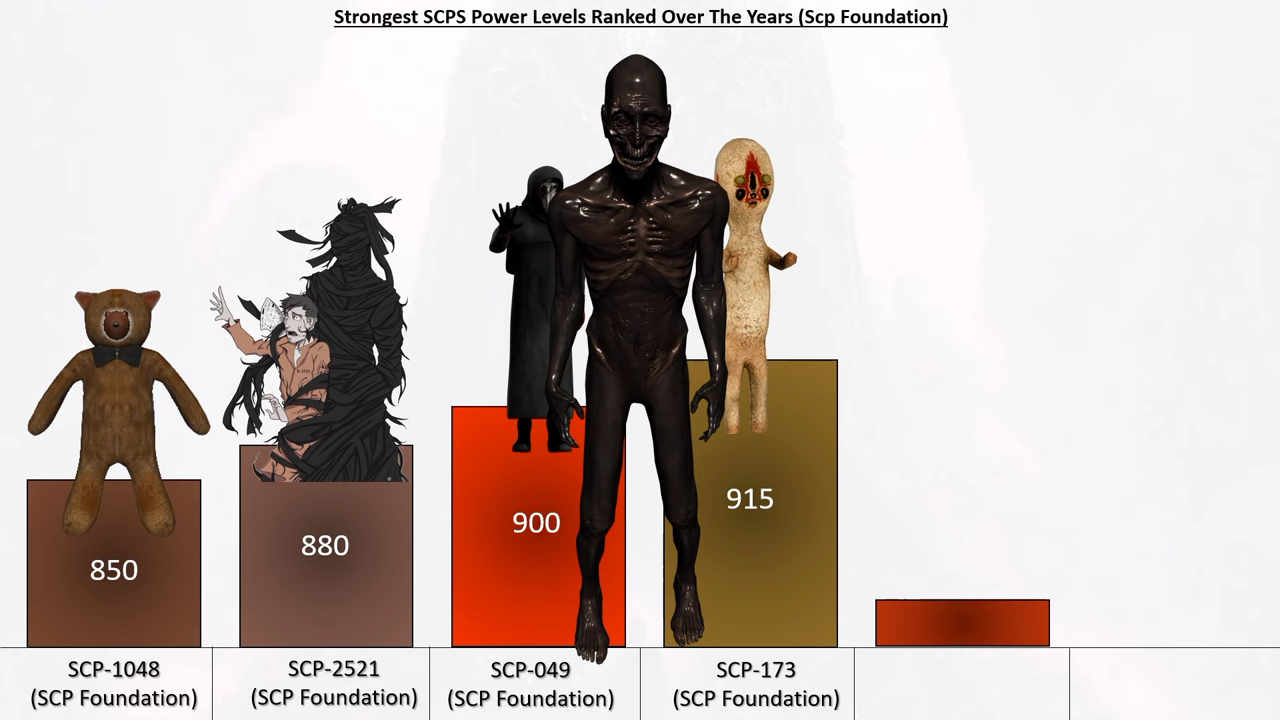 Strongest SCPS Power Levels Ranked Over The Years (Scp Foundation)
850
880
900
915
SCP-1048
(SCP Foundation)
SCP-2521
(SCP Foundation)
SCP-049
(SCP Foundation)
SCP-173
(SCP Foundation)